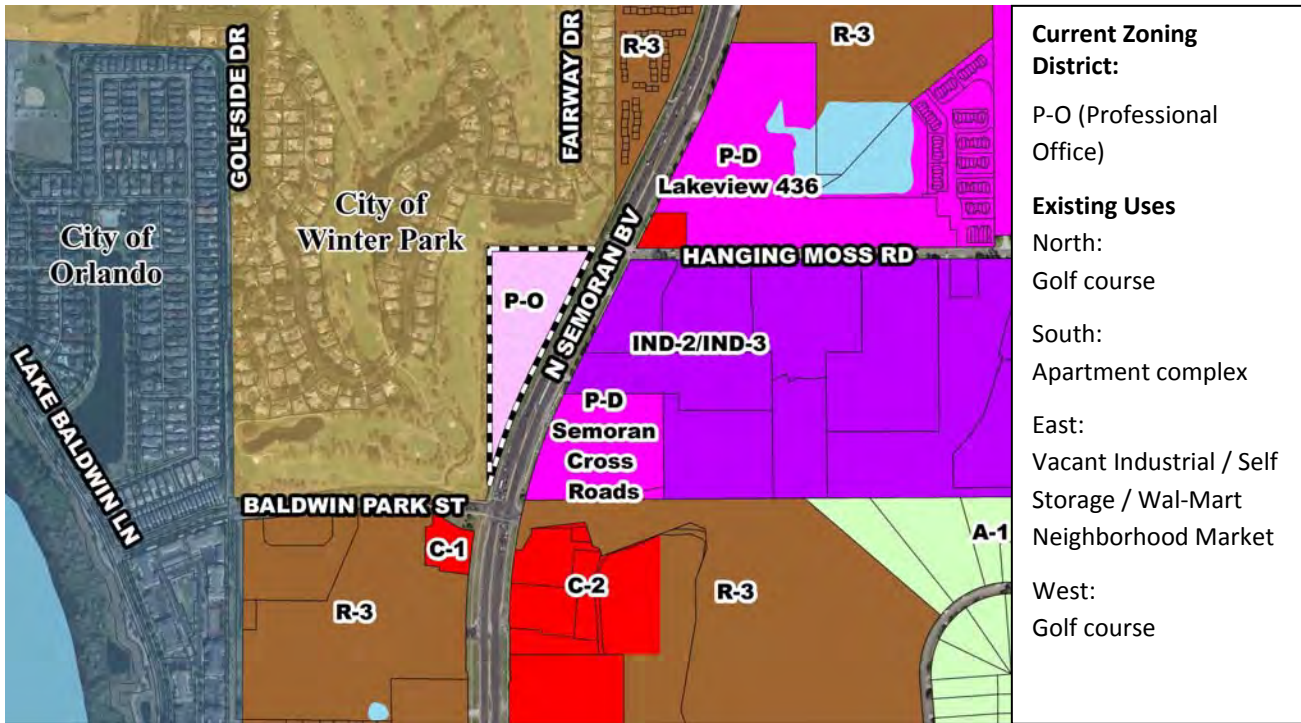 GOLFSIDE DR
FAIRWAY DR
R-3
R-3
P-D
Lakeview 436
City of
Orlando
City of
Winter Park
N SEMORAN BV
HANGING MOSS RD
P-O
IND-2/IND-3
LAKE BALDWIN LN
P-D
Semoran
Cross
Roads
BALDWIN PARK ST
C-1
A-1
C-2
R-3
R-3
Current Zoning
District:
P-O (Professional
Office)
Existing Uses
North:
Golf course
South:
Apartment complex
East:
Vacant Industrial / Self
Storage / Wal-Mart
Neighborhood Market
West:
Golf course